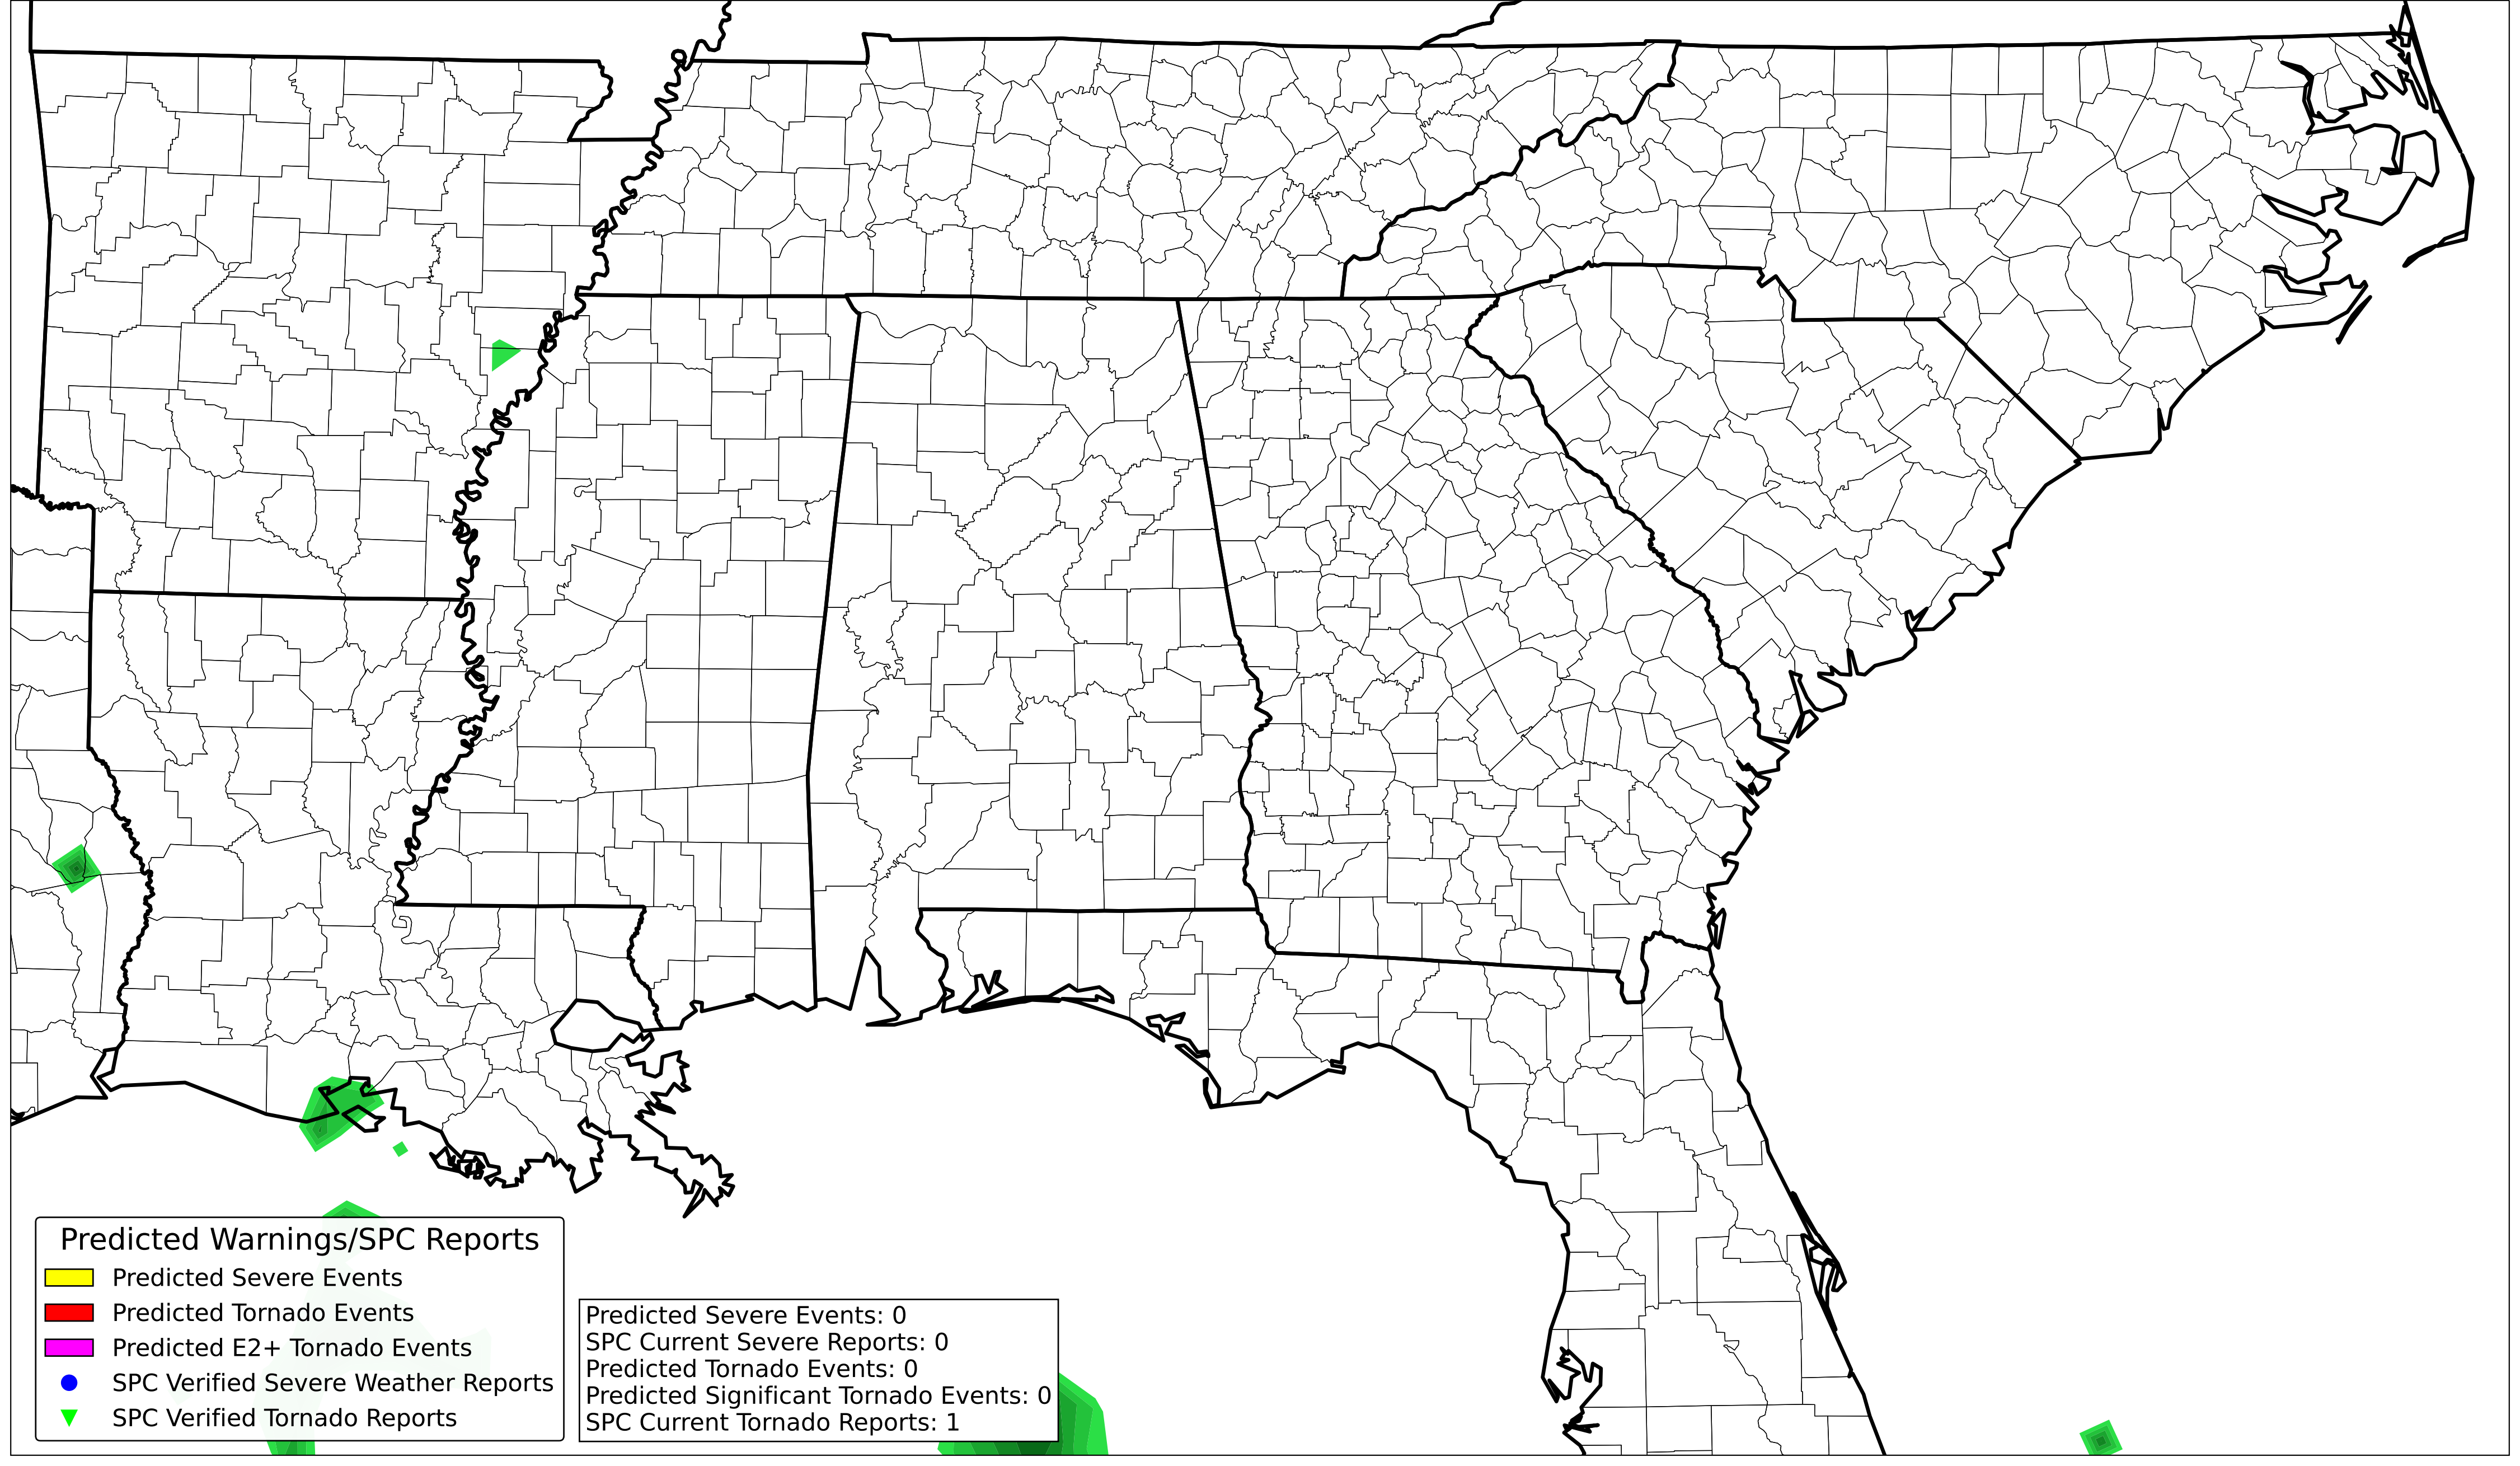 Predicted Warnings/SPC Reports
Predicted Severe Events
Predicted Tornado Events
Predicted E2+ Tornado Events
SPC Verified Severe Weather Reports
SPC Verified Tornado Reports
Predicted Severe Events: 0
SPC Current Severe Reports: 0
Predicted Tornado Events: 0
Predicted Significant Tornado Events: 0
SPC Current Tornado Reports: 1